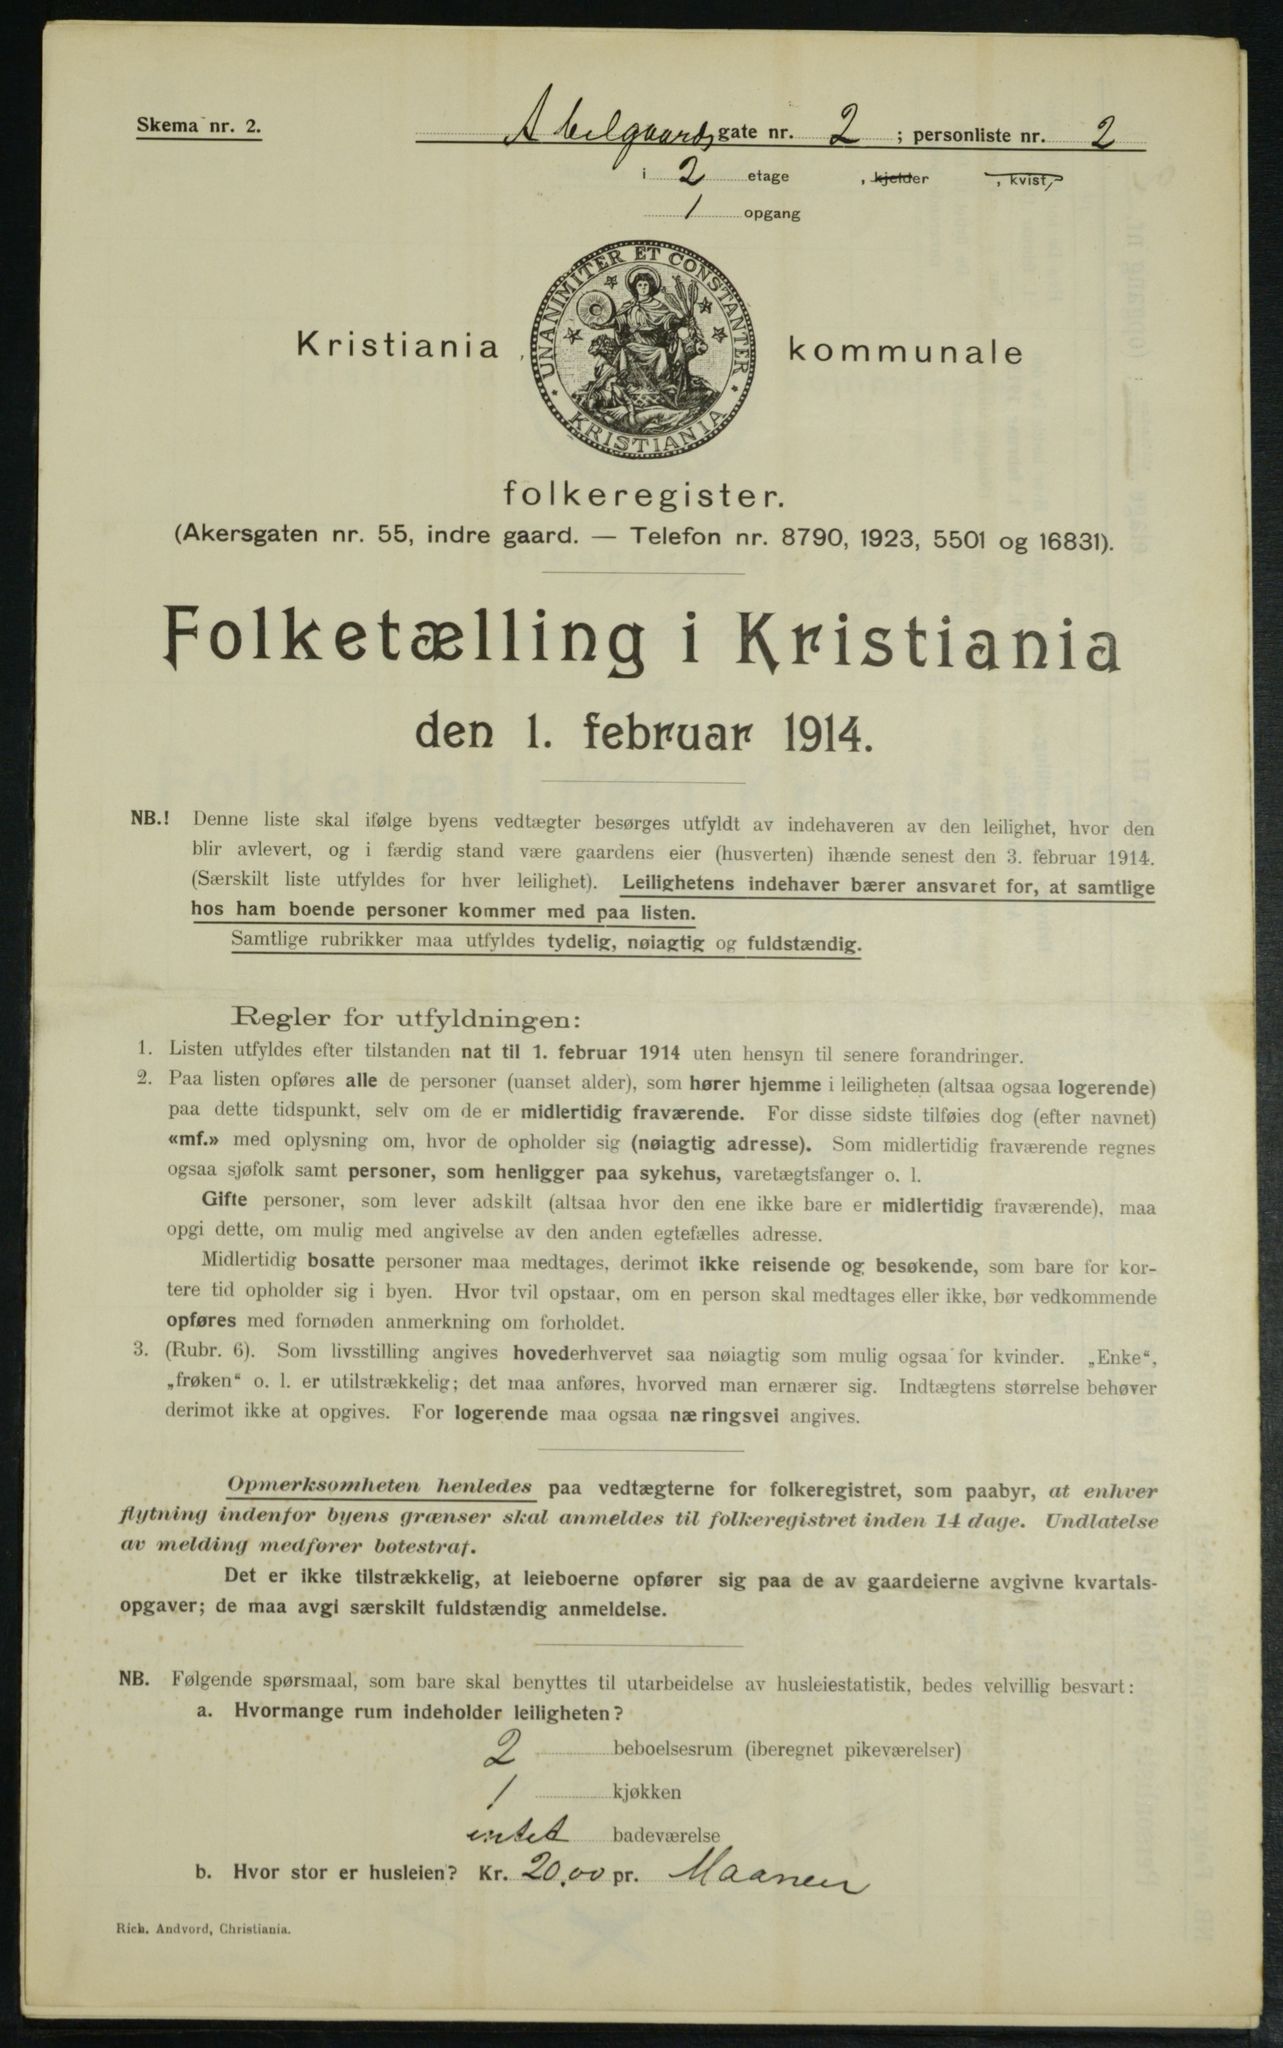 Skema nr. 2.
Abelgaards gate nr. 2 ; personliste nr. 2
i 2 etage , kjelder , kvist,
1 opgang
UNANIMITER ET CONSTANTER
KRISTIANIA
Kristiania kommunale
folkeregister.
(Akersgaten nr. 55, indre gaard. — Telefon nr. 8790, 1923, 5501 og 16831).
Folketælling i Kristiania
den 1. februar 1914.
NB.! Denne liste skal ifølge byens vedtægter besørges utfyldt av indehaveren av den leilighet, hvor den
blir avlevert, og i færdig stand være gaardens eier (husverten) ihænde senest den 3. februar 1914.
(Særskilt liste utfyldes for hver leilighet). Leilighetens indehaver bærer ansvaret for, at samtlige
hos ham boende personer kommer med paa listen.
Samtlige rubrikker maa utfyldes tydelig, nøiagtig og fuldstændig.
Regler for utfyldningen:
1. Listen utfyldes efter tilstanden nat til 1. februar 1914 uten hensyn til senere forandringer.
2. Paa listen opføres alle de personer (uanset alder), som hører hjemme i leiligheten (altsaa ogsaa logerende)
paa dette tidspunkt, selv om de er midlertidig fraværende. For disse sidste tilføies dog (efter navnet)
«mf.» med oplysning om, hvor de opholder sig (nøiagtig adresse). Som midlertidig fraværende regnes
ogsaa sjøfolk samt personer, som henligger paa sykehus, varetægtsfanger o. l.
Gifte personer, som lever adskilt (altsaa hvor den ene ikke bare er midlertidig fraværende), maa
opgi dette, om mulig med angivelse av den anden egtefælles adresse.
Midlertidig bosatte personer maa medtages, derimot ikke reisende og besøkende, som bare for kor-
tere tid opholder sig i byen. Hvor tvil opstaar, om en person skal medtages eller ikke, bør vedkommende
opføres med fornøden anmerkning om forholdet.
3. (Rubr. 6). Som livsstilling angives hovederhvervet saa nøiagtig som mulig ogsaa for kvinder. „Enke“,
„frøken“ o. l. er utilstrækkelig; det maa anføres, hvorved man ernærer sig. Indtægtens størrelse behøver
derimot ikke at opgives. For logerende maa ogsaa næringsvei angives.
Opmerksomheten henledes paa vedtægterne for folkeregistret, som paabyr, at enhver
flytning indenfor byens grænser skal anmeldes til folkeregistret inden 14 dage. Undlatelse
av melding medfører bøtestraf.
Det er ikke tilstrækkelig, at leieboerne opfører sig paa de av gaardeierne avgivne kvartals-
opgaver; de maa avgi særskilt fuldstændig anmeldelse.
NB. Følgende spørsmaal, som bare skal benyttes til utarbeidelse av husleiestatistik, bedes velvillig besvart:
a. Hvormange rum indeholder leiligheten?
2 beboelsesrum (iberegnet pikeværelser)
1 kjøkken
intet badeværelse
b. Hvor stor er husleien? Kr. 20,00 pr. Maanen
Rich. Andvord, Christiania.